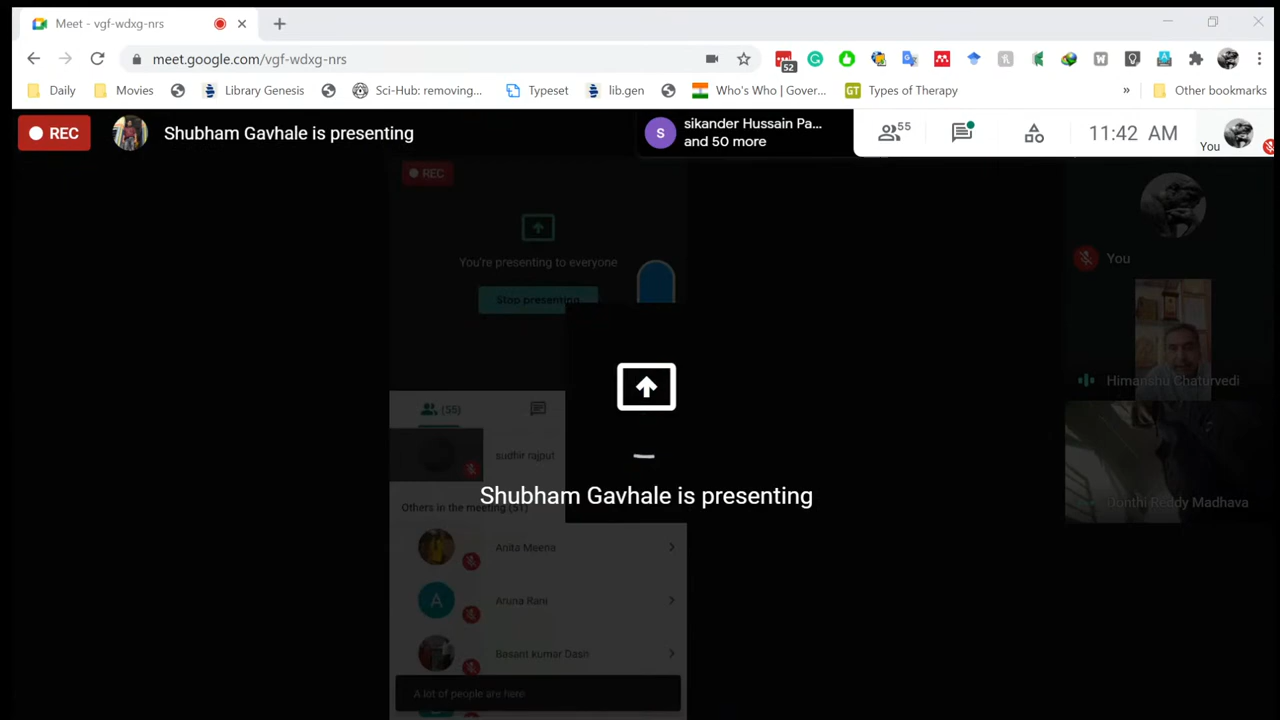 Meet - vgf-wdxg-nrs
meet.google.com/vgf-wdxg-nrs
52
Daily
Movies
Library Genesis
Sci-Hub: removing...
Typeset
lib.gen
Who's Who | Gover...
GT
Types of Therapy
»
Other bookmarks
REC
Shubham Gavhale is presenting
S
sikander Hussain Pa...
and 50 more
55
11:42 AM
You
REC
You're presenting to everyone
Stop presenting
You
Himanshu Chaturvedi
Donthi Reddy Madhava
(55)
sudhir rajput
Shubham Gavhale is presenting
Others in the meeting (51)
Anita Meena
A
Aruna Rani
Basant kumar Dash
A lot of people are here